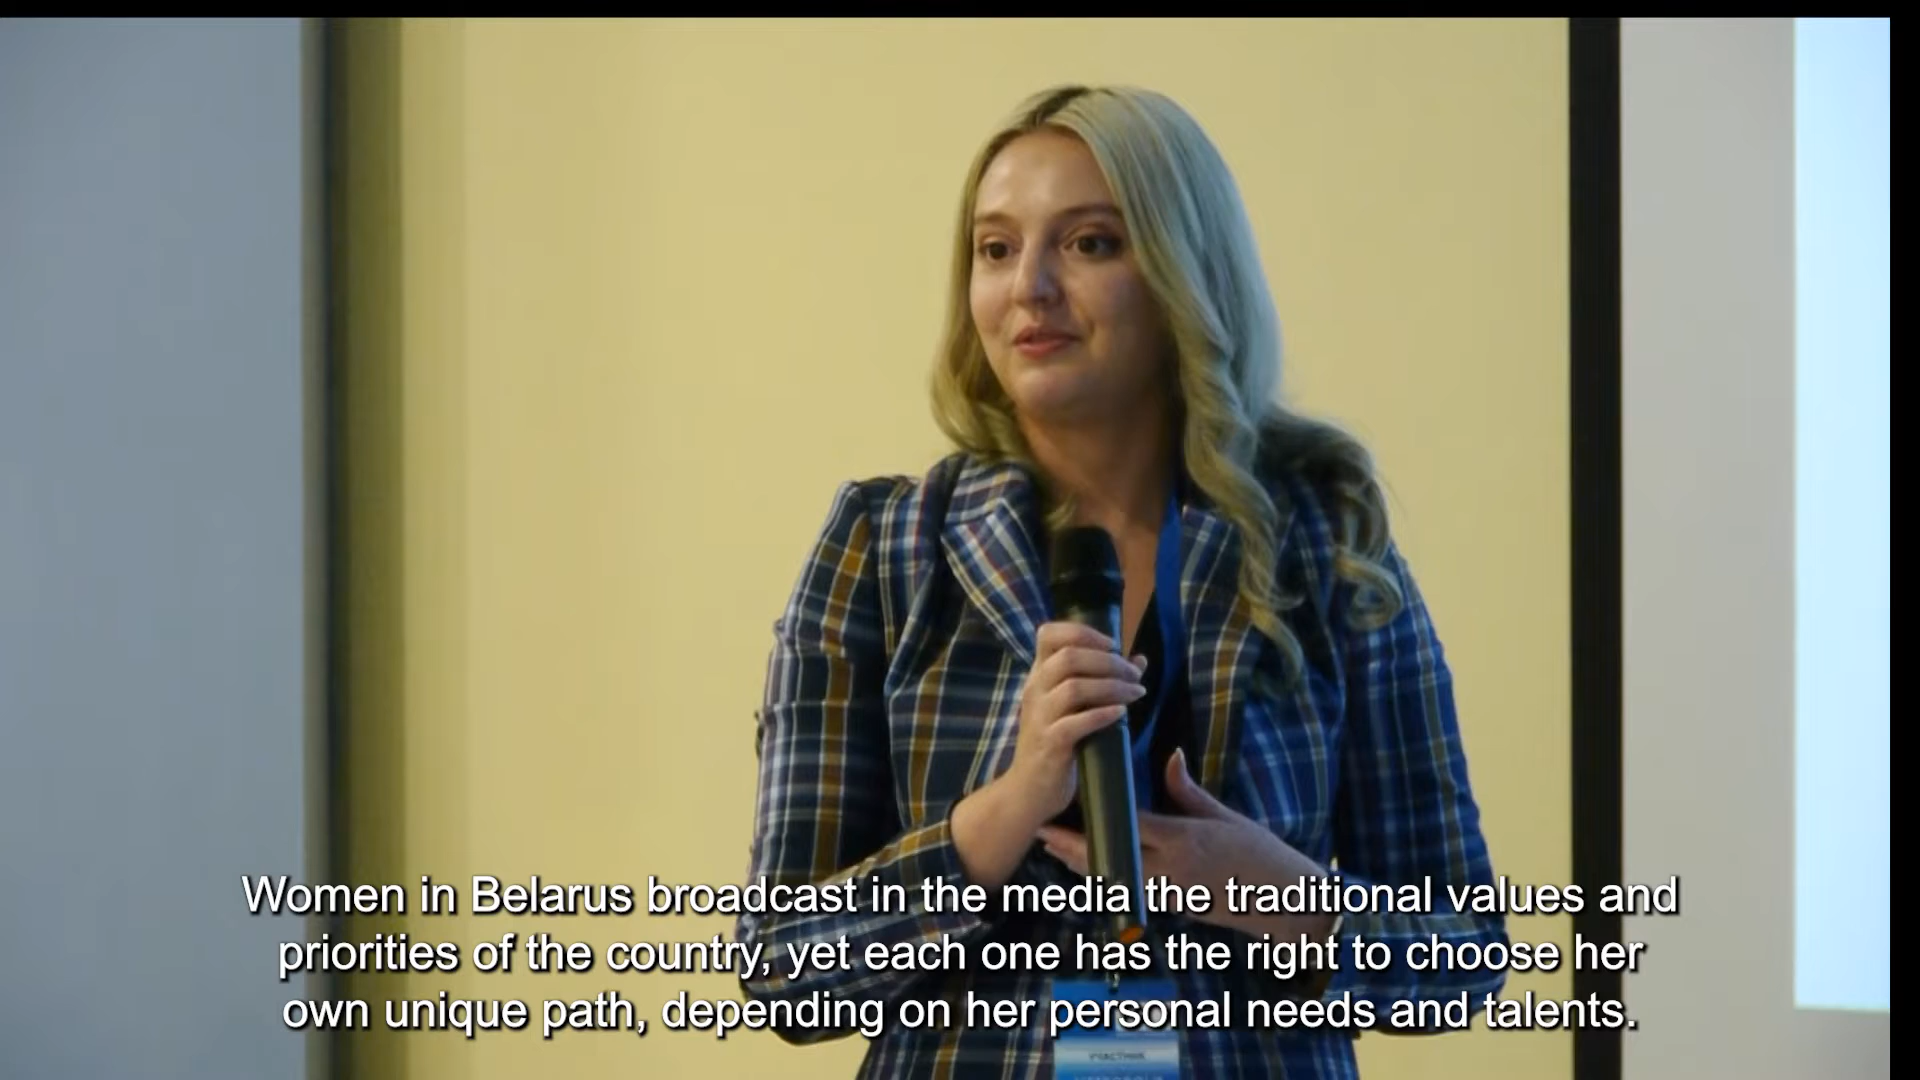 Women in Belarus broadcast in the media the traditional values and
priorities of the country, yet each one has the right to choose her
own unique path, depending on her personal needs and talents.
УЧАСТНИК